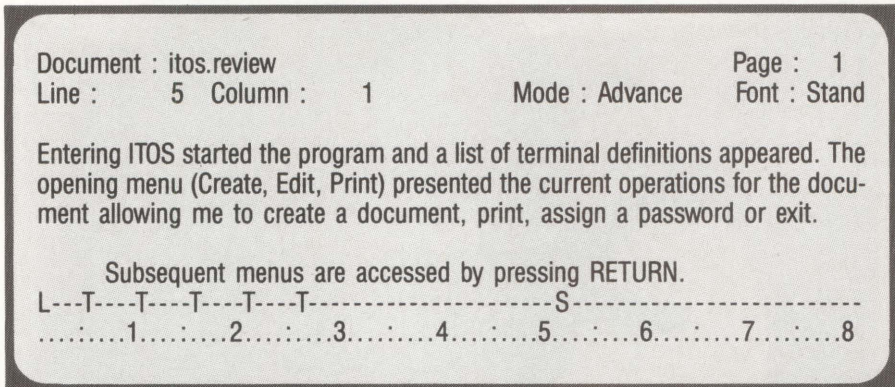 Document : itos.review Page : 1
Line : 5 Column : 1 Mode : Advance Font : Stand
Entering ITOS started the program and a list of terminal definitions appeared. The
opening menu (Create, Edit, Print) presented the current operations for the docu-
ment allowing me to create a document, print, assign a password or exit.
Subsequent menus are accessed by pressing RETURN.
L---T----T----T----T----T-----------------------S---------------------------
....:....1....:....2....:....3....:....4....:....5....:....6....:....7....:....8